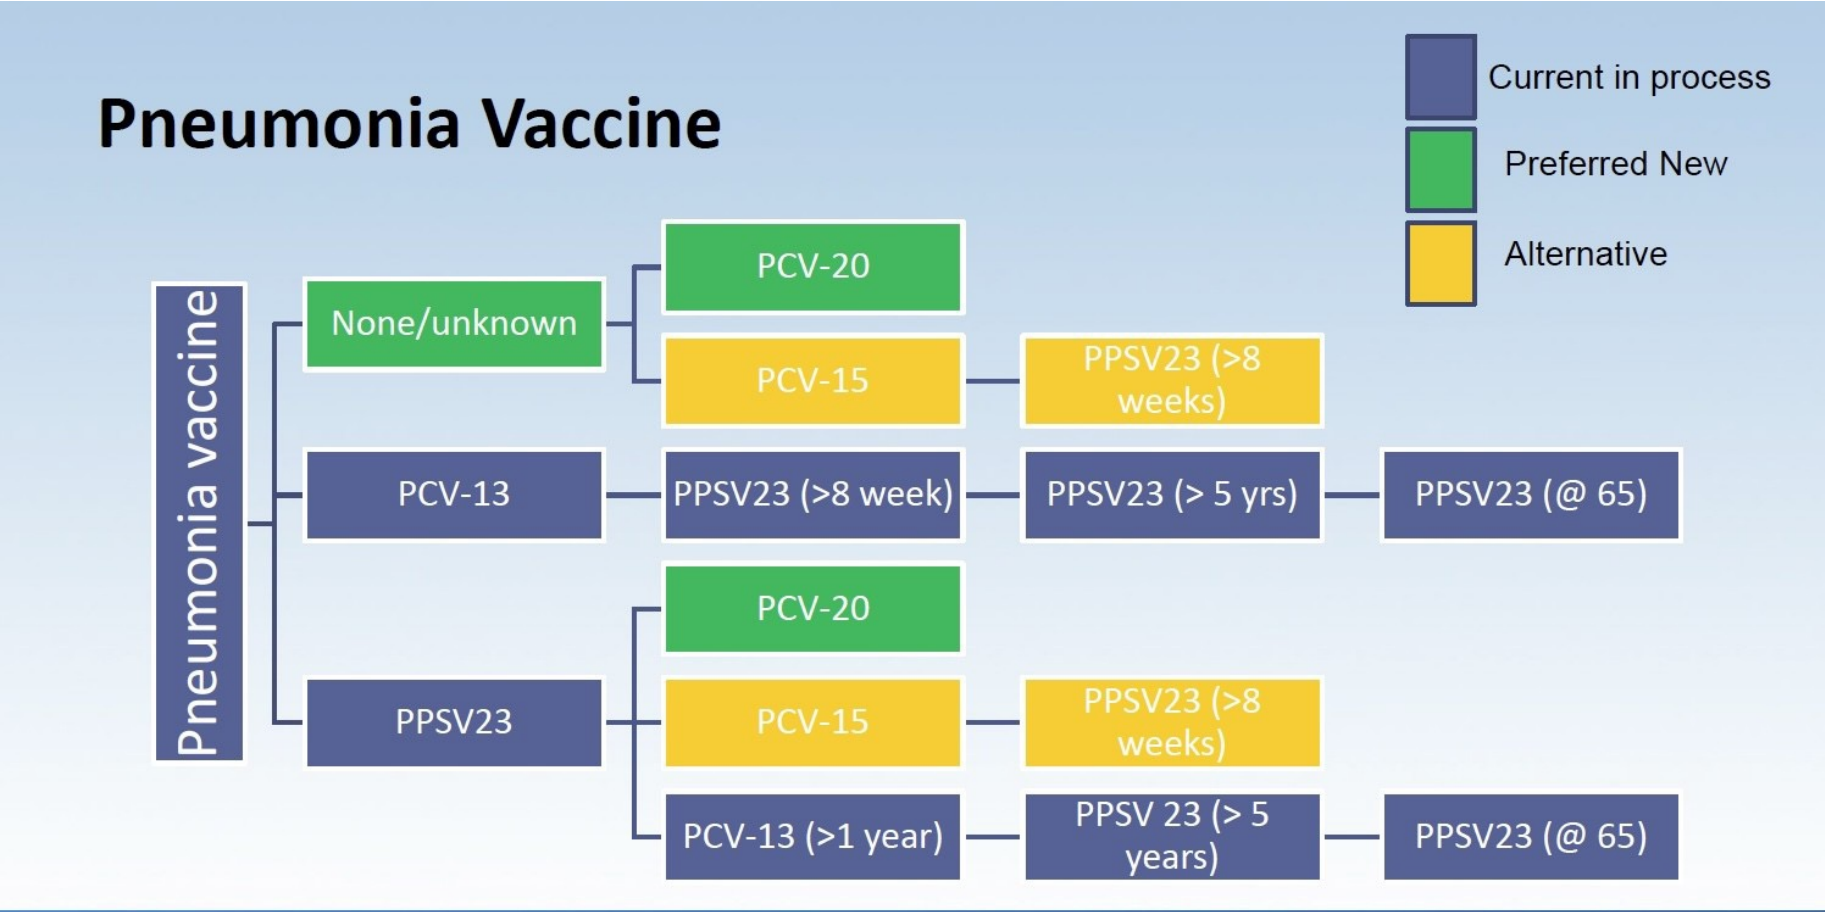 Pneumonia Vaccine
Current in process
Preferred New
Alternative
Pneumonia vaccine
None/unknown
PCV-20
PCV-15
PPSV23 (>8
weeks)
PCV-13
PPSV23 (>8 week)
PPSV23 (> 5 yrs)
PPSV23 (@ 65)
PPSV23
PCV-20
PCV-15
PPSV23 (>8
weeks)
PCV-13 (>1 year)
PPSV 23 (> 5
years)
PPSV23 (@ 65)